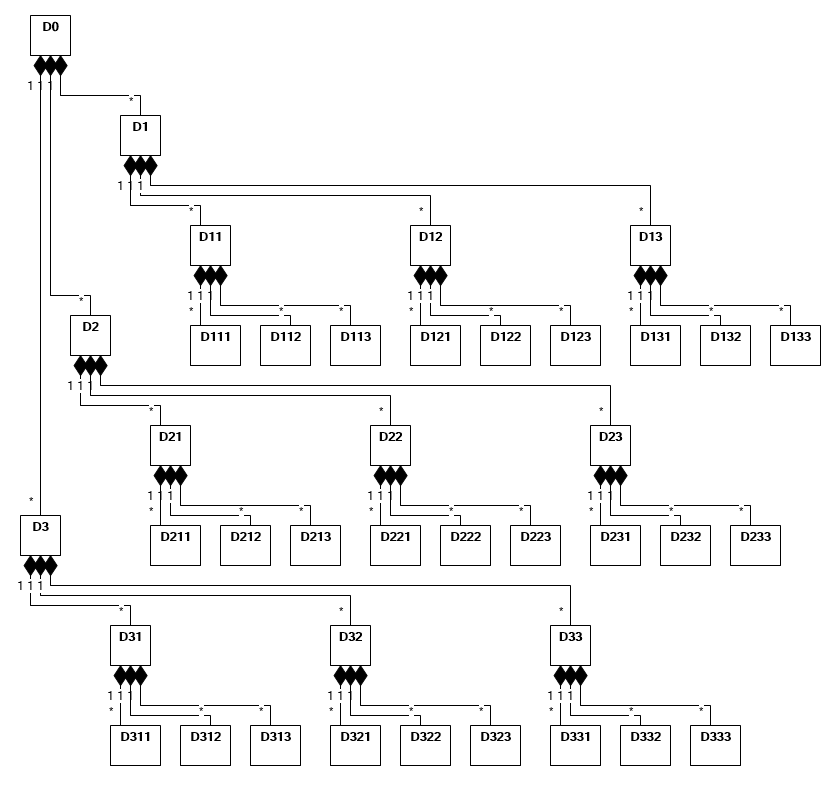 D0
1 1 1
*
D1
1 1 1
* * *
D11 D12 D13
1 1 1 1 1 1 1 1 1
* * * * * * * * *
D111 D112 D113 D121 D122 D123 D131 D132 D133
*
D2
1 1 1
* * *
D21 D22 D23
1 1 1 1 1 1 1 1 1
* * * * * * * * *
D211 D212 D213 D221 D222 D223 D231 D232 D233
*
D3
1 1 1
* * *
D31 D32 D33
1 1 1 1 1 1 1 1 1
* * * * * * * * *
D311 D312 D313 D321 D322 D323 D331 D332 D333